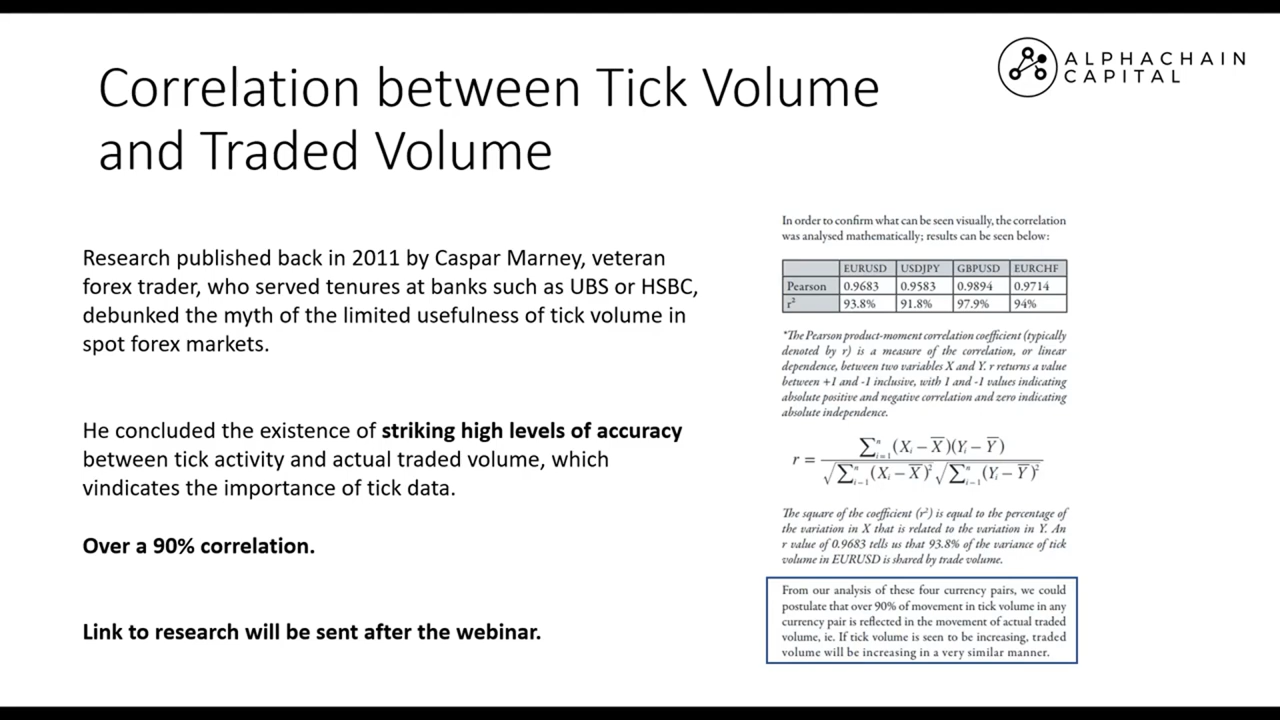 Correlation between Tick Volume
and Traded Volume
ALPHACHAIN
CAPITAL
Research published back in 2011 by Caspar Marney, veteran
forex trader, who served tenures at banks such as UBS or HSBC,
debunked the myth of the limited usefulness of tick volume in
spot forex markets.
He concluded the existence of striking high levels of accuracy
between tick activity and actual traded volume, which
vindicates the importance of tick data.
Over a 90% correlation.
Link to research will be sent after the webinar.
In order to confirm what can be seen visually, the correlation
was analysed mathematically; results can be seen below:
EURUSD USDJPY GBPUSD EURCHF
Pearson 0.9683 0.9583 0.9894 0.9714
r² 93.8% 91.8% 97.9% 94%
*The Pearson product-moment correlation coefficient (typically
denoted by r) is a measure of the correlation, or linear
dependence, between two variables X and Y. r returns a value
between +1 and -1 inclusive, with 1 and -1 values indicating
absolute positive and negative correlation and zero indicating
absolute independence.
r = ∑ⁿᵢ₌₁(Xᵢ – X̅)(Yᵢ – Y̅) / √∑ⁿᵢ₋₁(Xᵢ – X̅)² √∑ⁿᵢ₋₁(Yᵢ – Y̅)²
The square of the coefficient (r²) is equal to the percentage of
the variation in X that is related to the variation in Y. An
r value of 0.9683 tells us that 93.8% of the variance of tick
volume in EURUSD is shared by trade volume.
From our analysis of these four currency pairs, we could
postulate that over 90% of movement in tick volume in any
currency pair is reflected in the movement of actual traded
volume, ie. If tick volume is seen to be increasing, traded
volume will be increasing in a very similar manner.